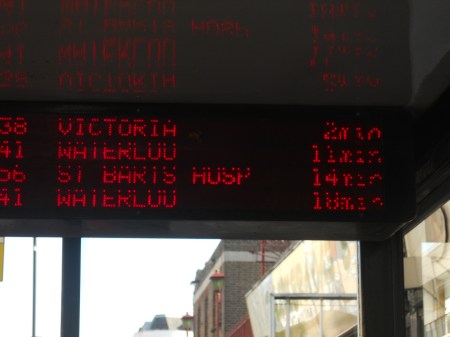 38 VICTORIA 2min
41 WATERLOO 11min
56 ST BARTS HOSP 14min
41 WATERLOO 18min